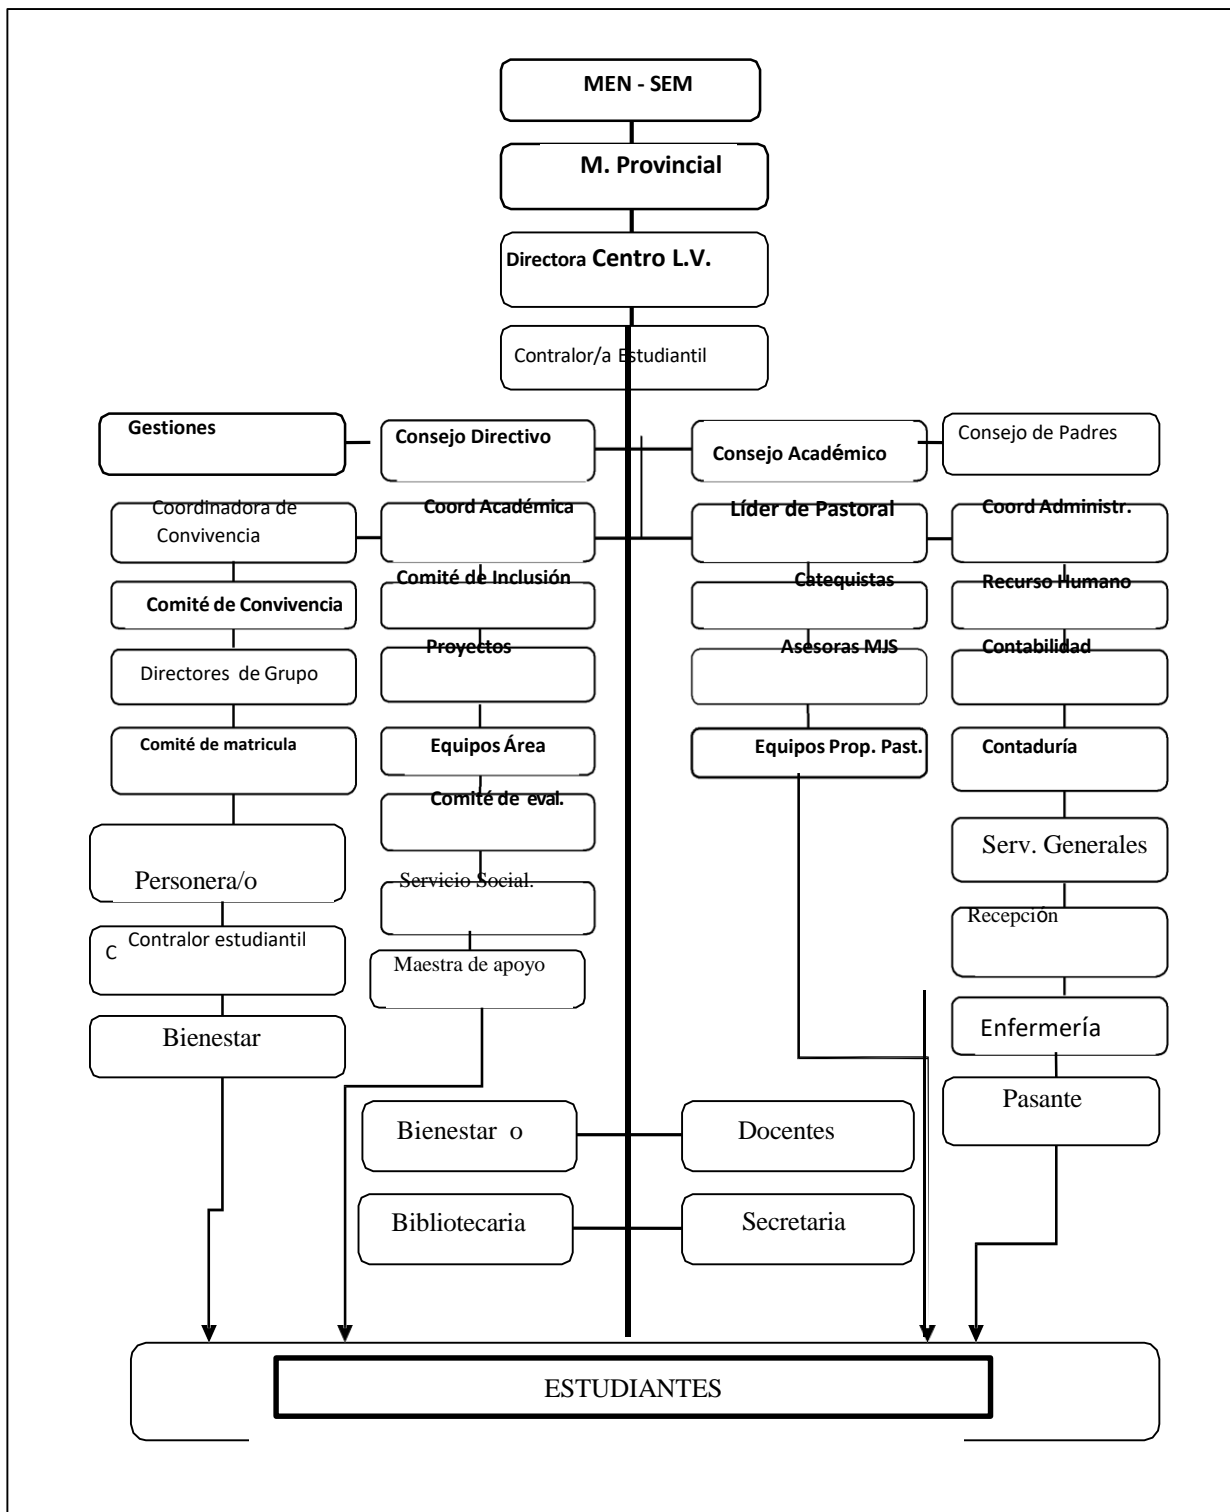 MEN - SEM
M. Provincial
Directora Centro L.V.
Contralor/a Estudiantil
Gestiones
Consejo Directivo
Consejo Académico
Consejo de Padres
Coordinadora de
Convivencia
Coord Académica
Líder de Pastoral
Coord Administr.
Comité de Convivencia
Comité de Inclusión
Catequistas
Recurso Humano
Directores de Grupo
Proyectos
Asesoras MJS
Contabilidad
Comité de matricula
Equipos Área
Equipos Prop. Past.
Contaduría
Comité de eval.
Personera/o
Servicio Social.
Serv. Generales
C Contralor estudiantil
Maestra de apoyo
Recepción
Bienestar
Enfermería
Bienestar o
Docentes
Pasante
Bibliotecaria
Secretaria
ESTUDIANTES